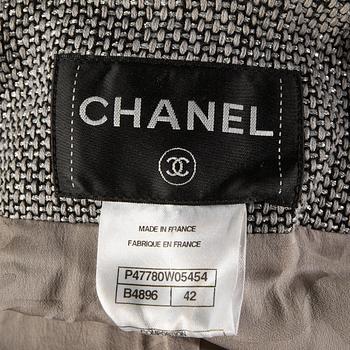 CHANEL
MADE IN FRANCE
FABRIQUE EN FRANCE
P47780W05454
B4896 42